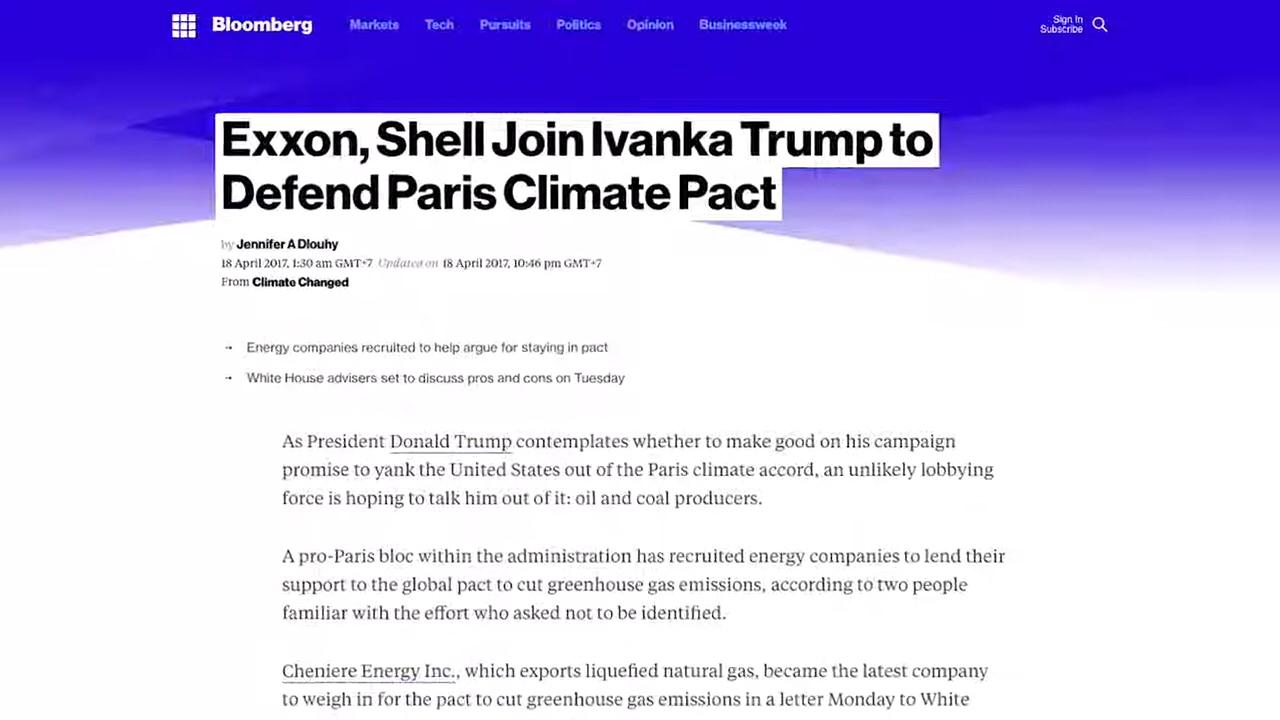 Bloomberg
Markets Tech Pursuits Politics Opinion Businessweek
Sign In
Subscribe
Exxon, Shell Join Ivanka Trump to
Defend Paris Climate Pact
by Jennifer A Dlouhy
18 April 2017, 1:30 am GMT+7 Updated on 18 April 2017, 10:46 pm GMT+7
From Climate Changed
→ Energy companies recruited to help argue for staying in pact
→ White House advisers set to discuss pros and cons on Tuesday
As President Donald Trump contemplates whether to make good on his campaign
promise to yank the United States out of the Paris climate accord, an unlikely lobbying
force is hoping to talk him out of it: oil and coal producers.
A pro-Paris bloc within the administration has recruited energy companies to lend their
support to the global pact to cut greenhouse gas emissions, according to two people
familiar with the effort who asked not to be identified.
Cheniere Energy Inc., which exports liquefied natural gas, became the latest company
to weigh in for the pact to cut greenhouse gas emissions in a letter Monday to White